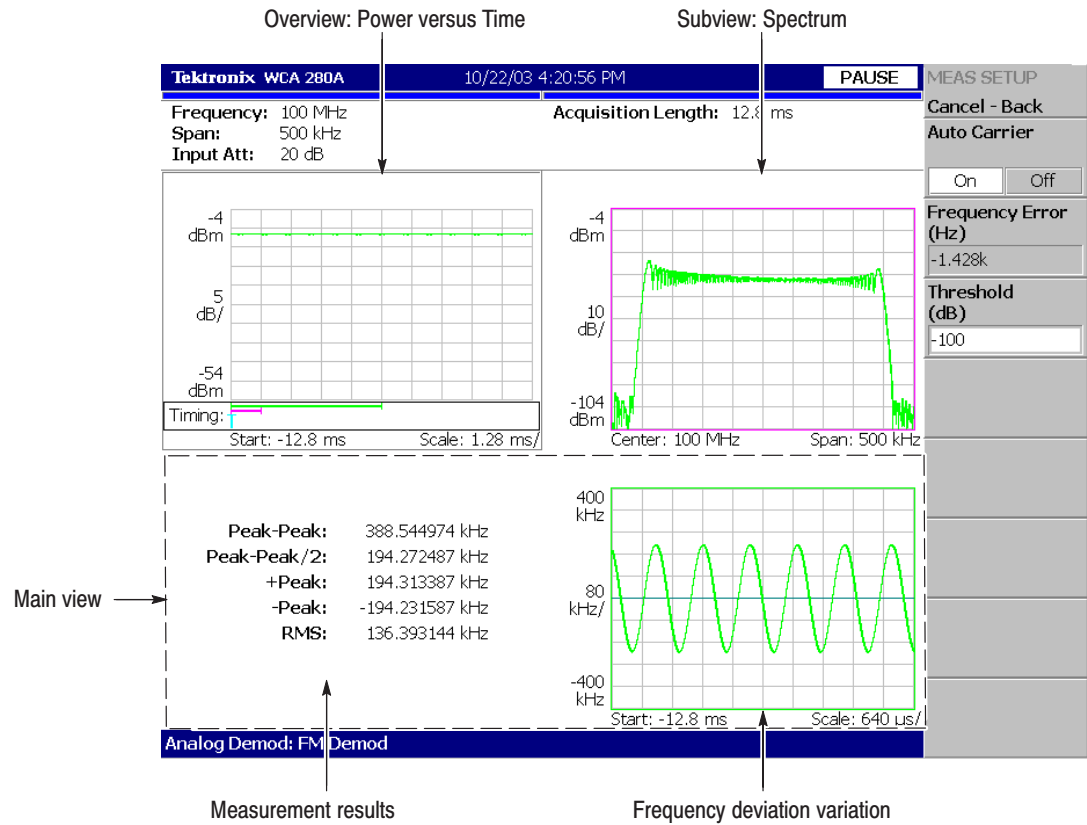 Overview: Power versus Time
Subview: Spectrum
Tektronix WCA 280A 10/22/03 4:20:56 PM PAUSE
Frequency: 100 MHz
Span: 500 kHz
Input Att: 20 dB
Acquisition Length: 12.8 ms
MEAS SETUP
Cancel - Back
Auto Carrier
On Off
Frequency Error
(Hz)
-1.428k
Threshold
(dB)
-100
-4
dBm
5
dB/
-54
dBm
Timing:
Start: -12.8 ms Scale: 1.28 ms/
-4
dBm
10
dB/
-104
dBm
Center: 100 MHz Span: 500 kHz
Main view
Peak-Peak: 388.544974 kHz
Peak-Peak/2: 194.272487 kHz
+Peak: 194.313387 kHz
-Peak: -194.231587 kHz
RMS: 136.393144 kHz
400
kHz
80
kHz/
-400
kHz
Start: -12.8 ms Scale: 640 µs/
Analog Demod: FM Demod
Measurement results
Frequency deviation variation